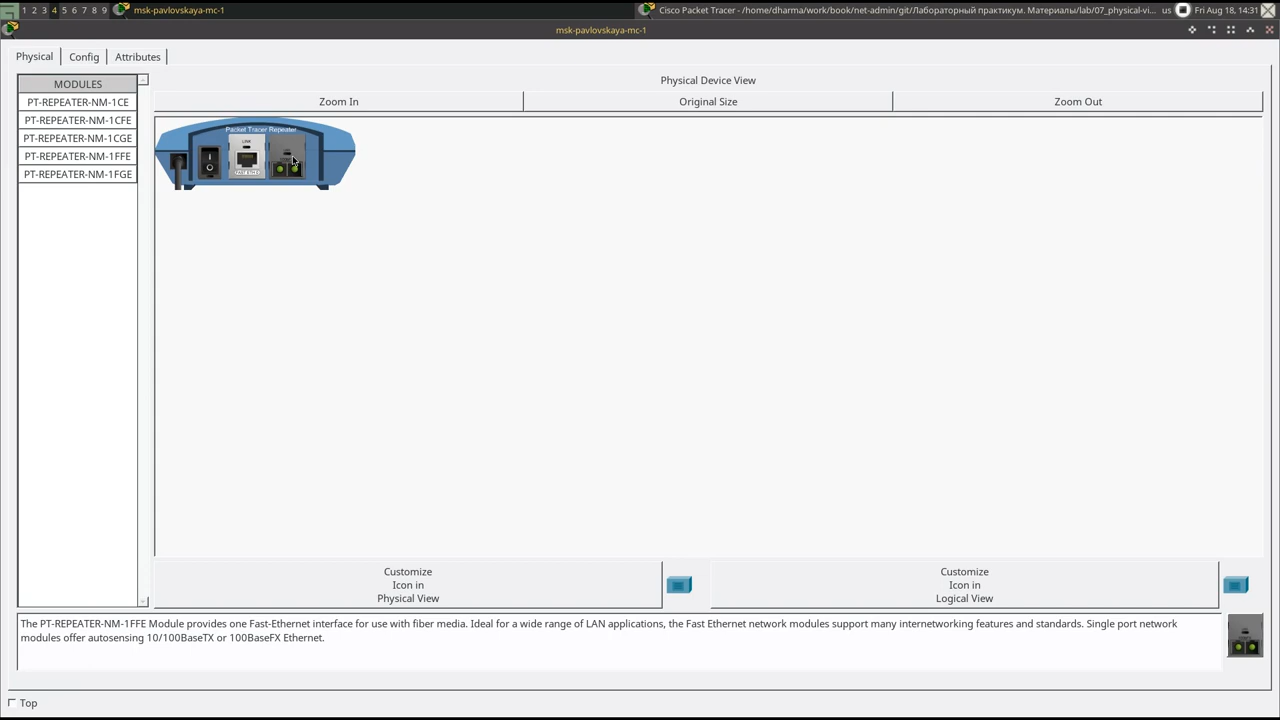 1 2 3 4 5 6 7 8 9
msk-pavlovskaya-mc-1
Cisco Packet Tracer - /home/dharma/work/book/net-admin/git/Лабораторный практикум. Материалы/lab/07_physical-vi...
us
Fri Aug 18, 14:31
msk-pavlovskaya-mc-1
Physical
Config
Attributes
MODULES
PT-REPEATER-NM-1CE
PT-REPEATER-NM-1CFE
PT-REPEATER-NM-1CGE
PT-REPEATER-NM-1FFE
PT-REPEATER-NM-1FGE
Physical Device View
Zoom In
Original Size
Zoom Out
Packet Tracer Repeater
LINK
Customize
Icon in
Physical View
Customize
Icon in
Logical View
The PT-REPEATER-NM-1FFE Module provides one Fast-Ethernet interface for use with fiber media. Ideal for a wide range of LAN applications, the Fast Ethernet network modules support many internetworking features and standards. Single port network
modules offer autosensing 10/100BaseTX or 100BaseFX Ethernet.
Top